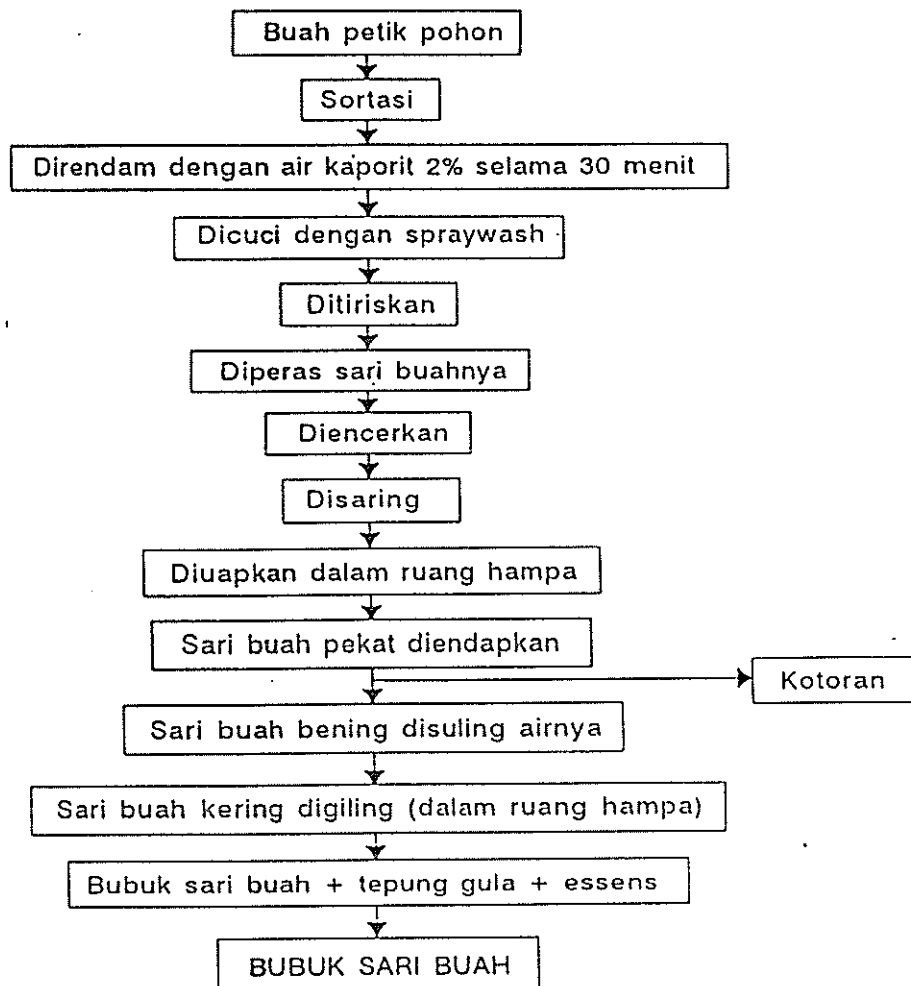 Buah petik pohon
Sortasi
Direndam dengan air kaporit 2% selama 30 menit
Dicuci dengan spraywash
Ditiriskan
Diperas sari buahnya
Diencerkan
Disaring
Diuapkan dalam ruang hampa
Sari buah pekat diendapkan
Kotoran
Sari buah bening disuling airnya
Sari buah kering digiling (dalam ruang hampa)
Bubuk sari buah + tepung gula + essens
BUBUK SARI BUAH